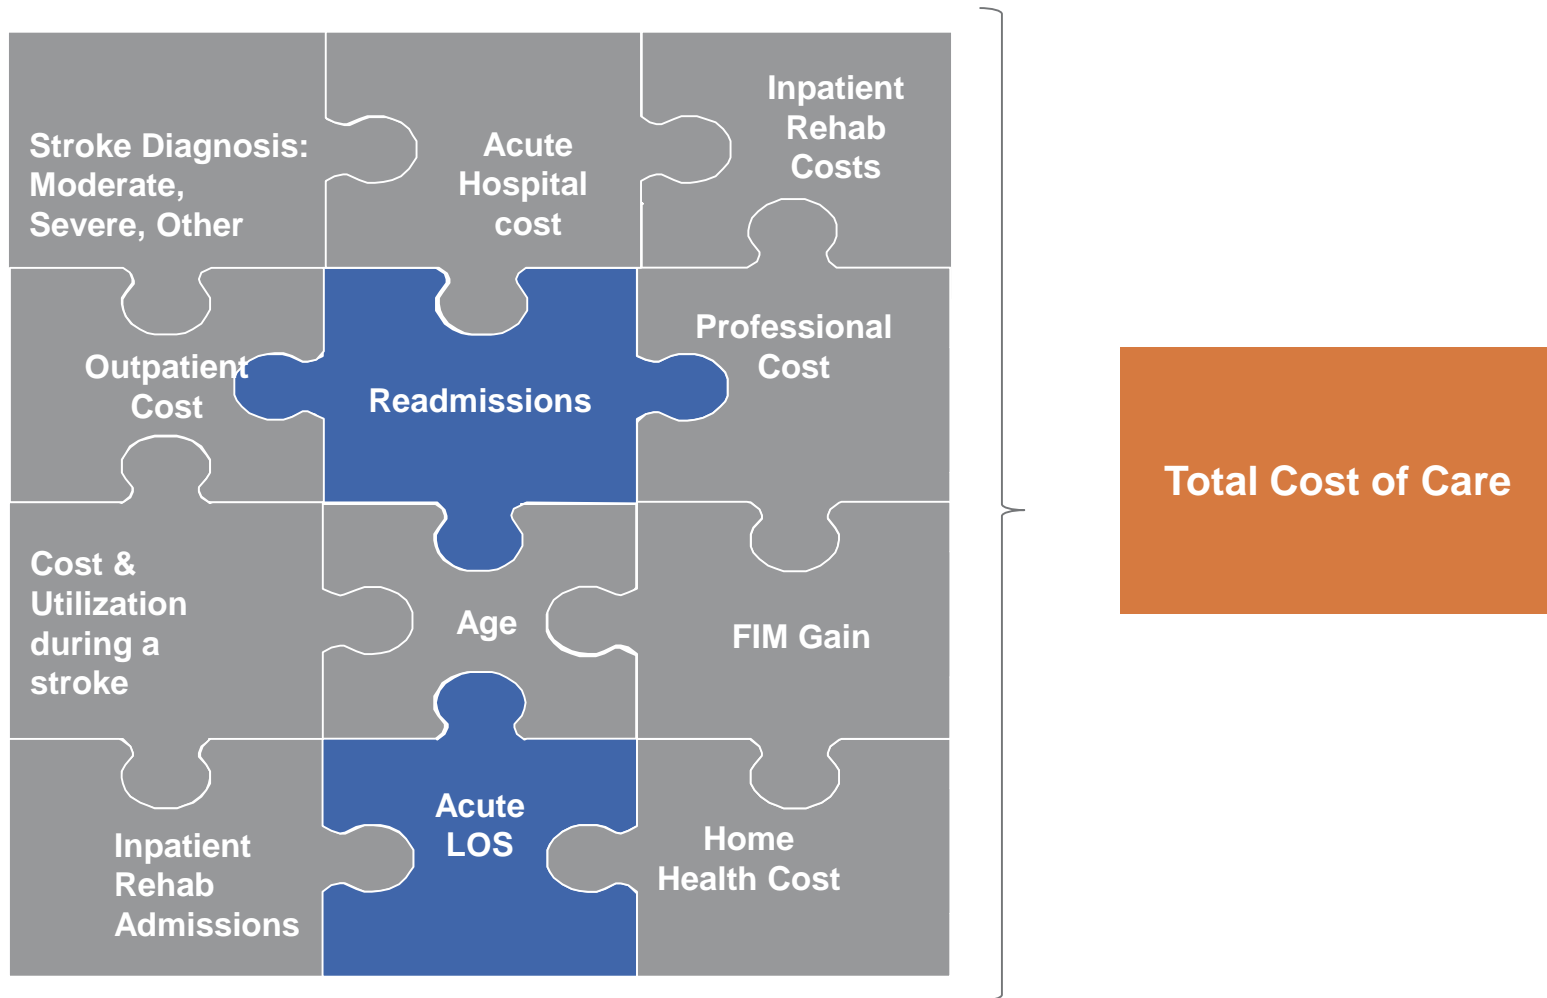 Stroke Diagnosis:
Moderate,
Severe, Other
Acute
Hospital
cost
Inpatient
Rehab
Costs
Outpatient
Cost
Readmissions
Professional
Cost
Cost &
Utilization
during a
stroke
Age
FIM Gain
Inpatient
Rehab
Admissions
Acute
LOS
Home
Health Cost
Total Cost of Care